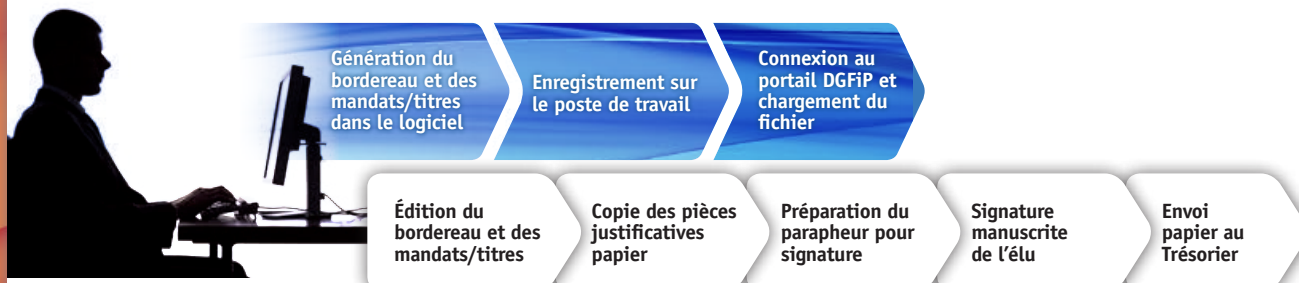 Génération du
bordereau et des
mandats/titres
dans le logiciel
Enregistrement sur
le poste de travail
Connexion au
portail DGFiP et
chargement du
fichier
Édition du
bordereau et des
mandats/titres
Copie des pièces
justificatives
papier
Préparation du
parapheur pour
signature
Signature
manuscrite
de l’élu
Envoi
papier au
Trésorier